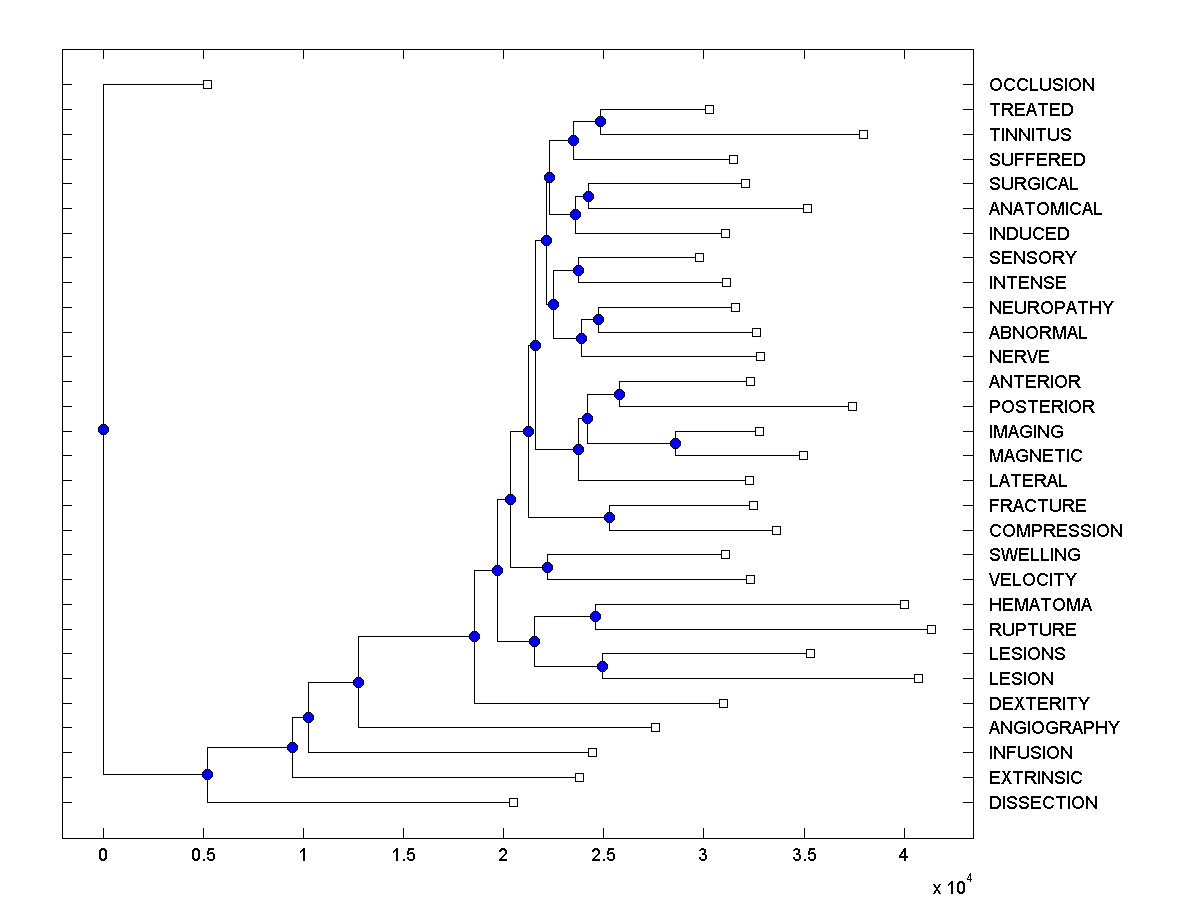 OCCLUSION
TREATED
TINNITUS
SUFFERED
SURGICAL
ANATOMICAL
INDUCED
SENSORY
INTENSE
NEUROPATHY
ABNORMAL
NERVE
ANTERIOR
POSTERIOR
IMAGING
MAGNETIC
LATERAL
FRACTURE
COMPRESSION
SWELLING
VELOCITY
HEMATOMA
RUPTURE
LESIONS
LESION
DEXTERITY
ANGIOGRAPHY
INFUSION
EXTRINSIC
DISSECTION
0 0.5 1 1.5 2 2.5 3 3.5 4
x 10^4